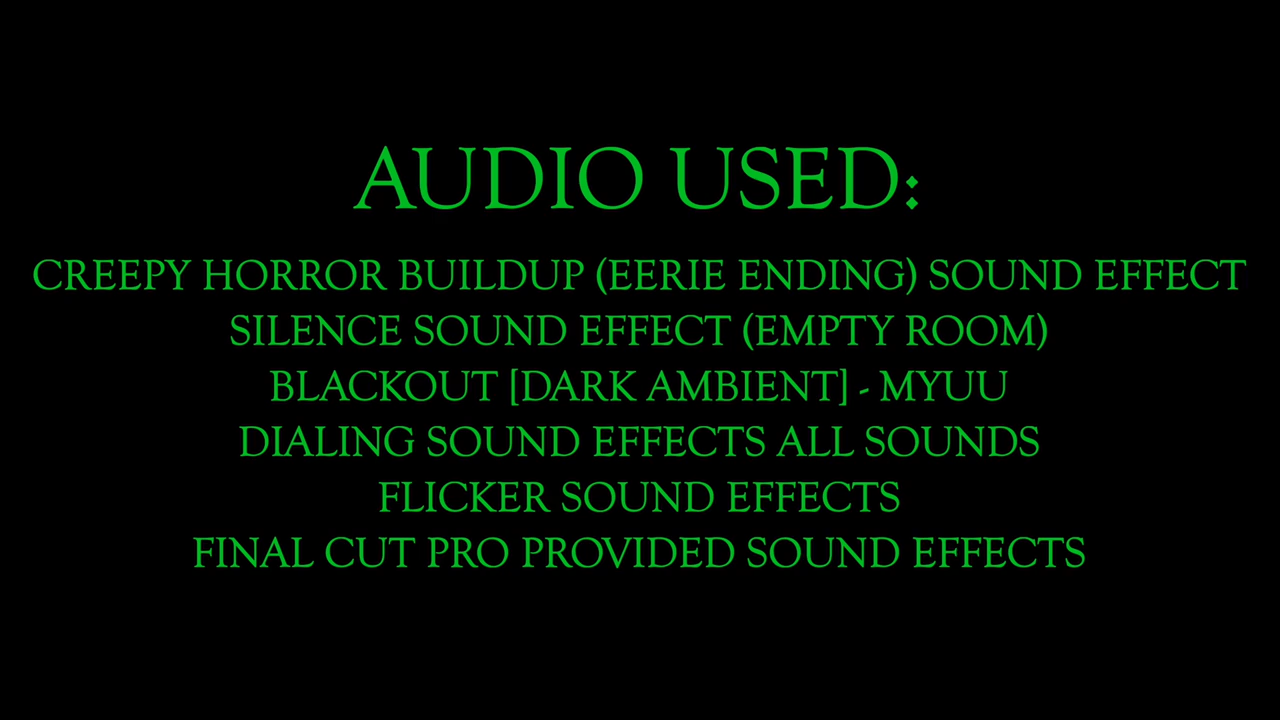 AUDIO USED:
CREEPY HORROR BUILDUP (EERIE ENDING) SOUND EFFECT
SILENCE SOUND EFFECT (EMPTY ROOM)
BLACKOUT [DARK AMBIENT] - MYUU
DIALING SOUND EFFECTS ALL SOUNDS
FLICKER SOUND EFFECTS
FINAL CUT PRO PROVIDED SOUND EFFECTS